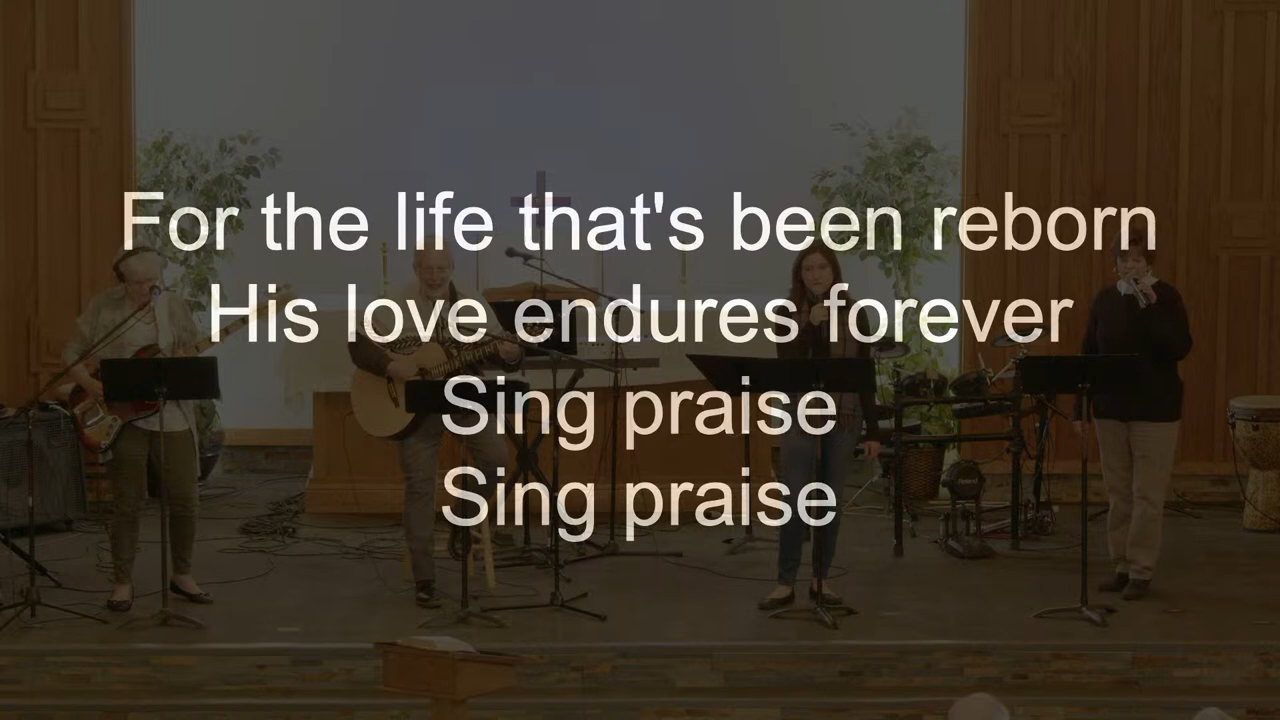 For the life that's been reborn
His love endures forever
Sing praise
Sing praise